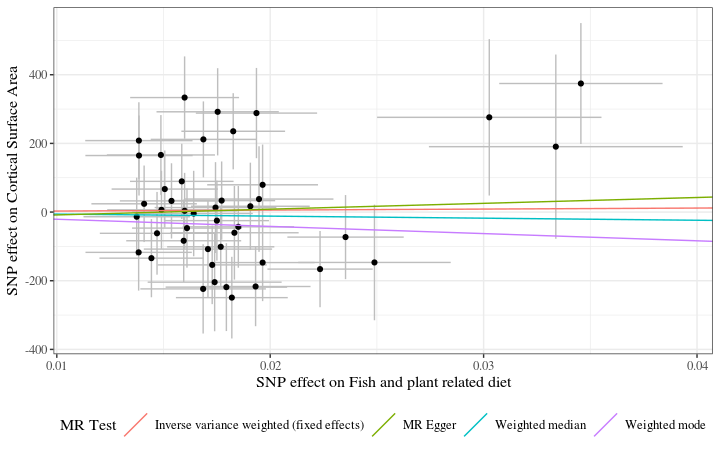 SNP effect on Cortical Surface Area
400
200
0
-200
-400
0.01 0.02 0.03 0.04
SNP effect on Fish and plant related diet
MR Test Inverse variance weighted (fixed effects) MR Egger Weighted median Weighted mode